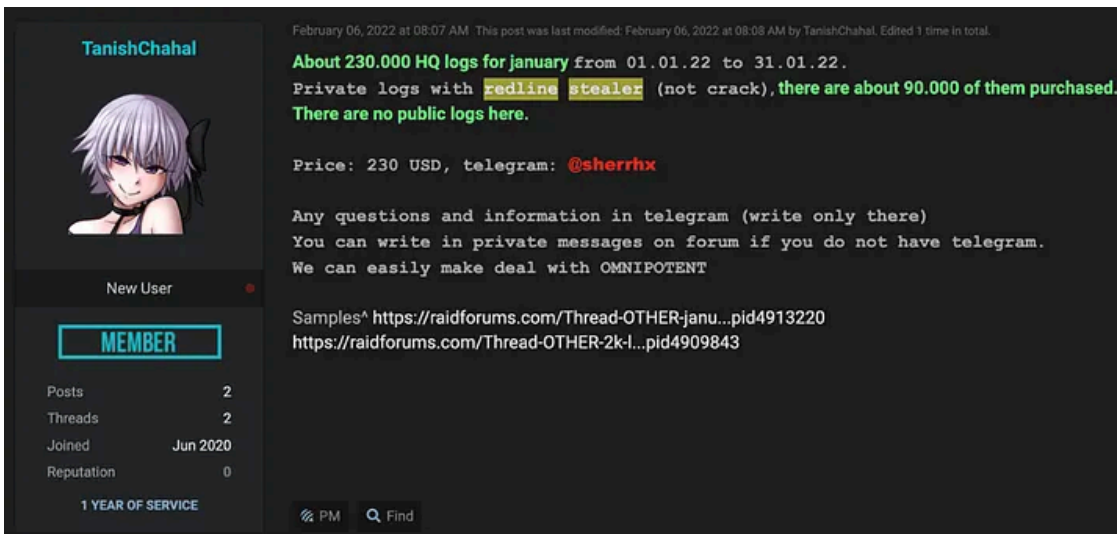 TanishChahal
New User
MEMBER
Posts 2
Threads 2
Joined Jun 2020
Reputation 0
1 YEAR OF SERVICE
February 06, 2022 at 08:07 AM This post was last modified: February 06, 2022 at 08:08 AM by TanishChahal. Edited 1 time in total.
About 230.000 HQ logs for january from 01.01.22 to 31.01.22.
Private logs with redline stealer (not crack), there are about 90.000 of them purchased.
There are no public logs here.
Price: 230 USD, telegram: @sherrhx
Any questions and information in telegram (write only there)
You can write in private messages on forum if you do not have telegram.
We can easily make deal with OMNIPOTENT
Samples^ https://raidforums.com/Thread-OTHER-janu...pid4913220
https://raidforums.com/Thread-OTHER-2k-l...pid4909843
PM Find